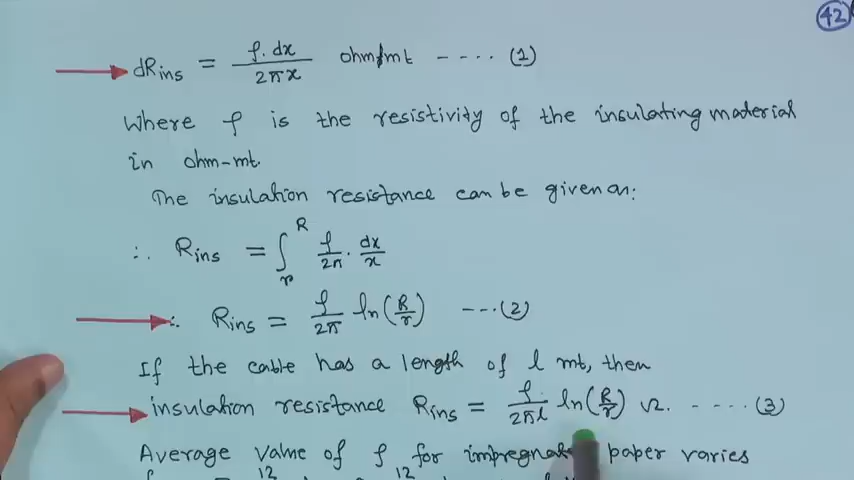 42
dRins = ρ.dx / 2πx ohm/mt ---- (1)
Where ρ is the resistivity of the insulating material
in ohm-mt.
The insulation resistance can be given as:
∴ Rins = ∫_r^R ρ/2π · dx/x
∴ Rins = ρ/2π ln(R/r) ---(2)
If the cable has a length of l mt, then
insulation resistance Rins = ρ/2πl ln(R/r) Ω. ---- (3)
Average value of ρ for paper varies